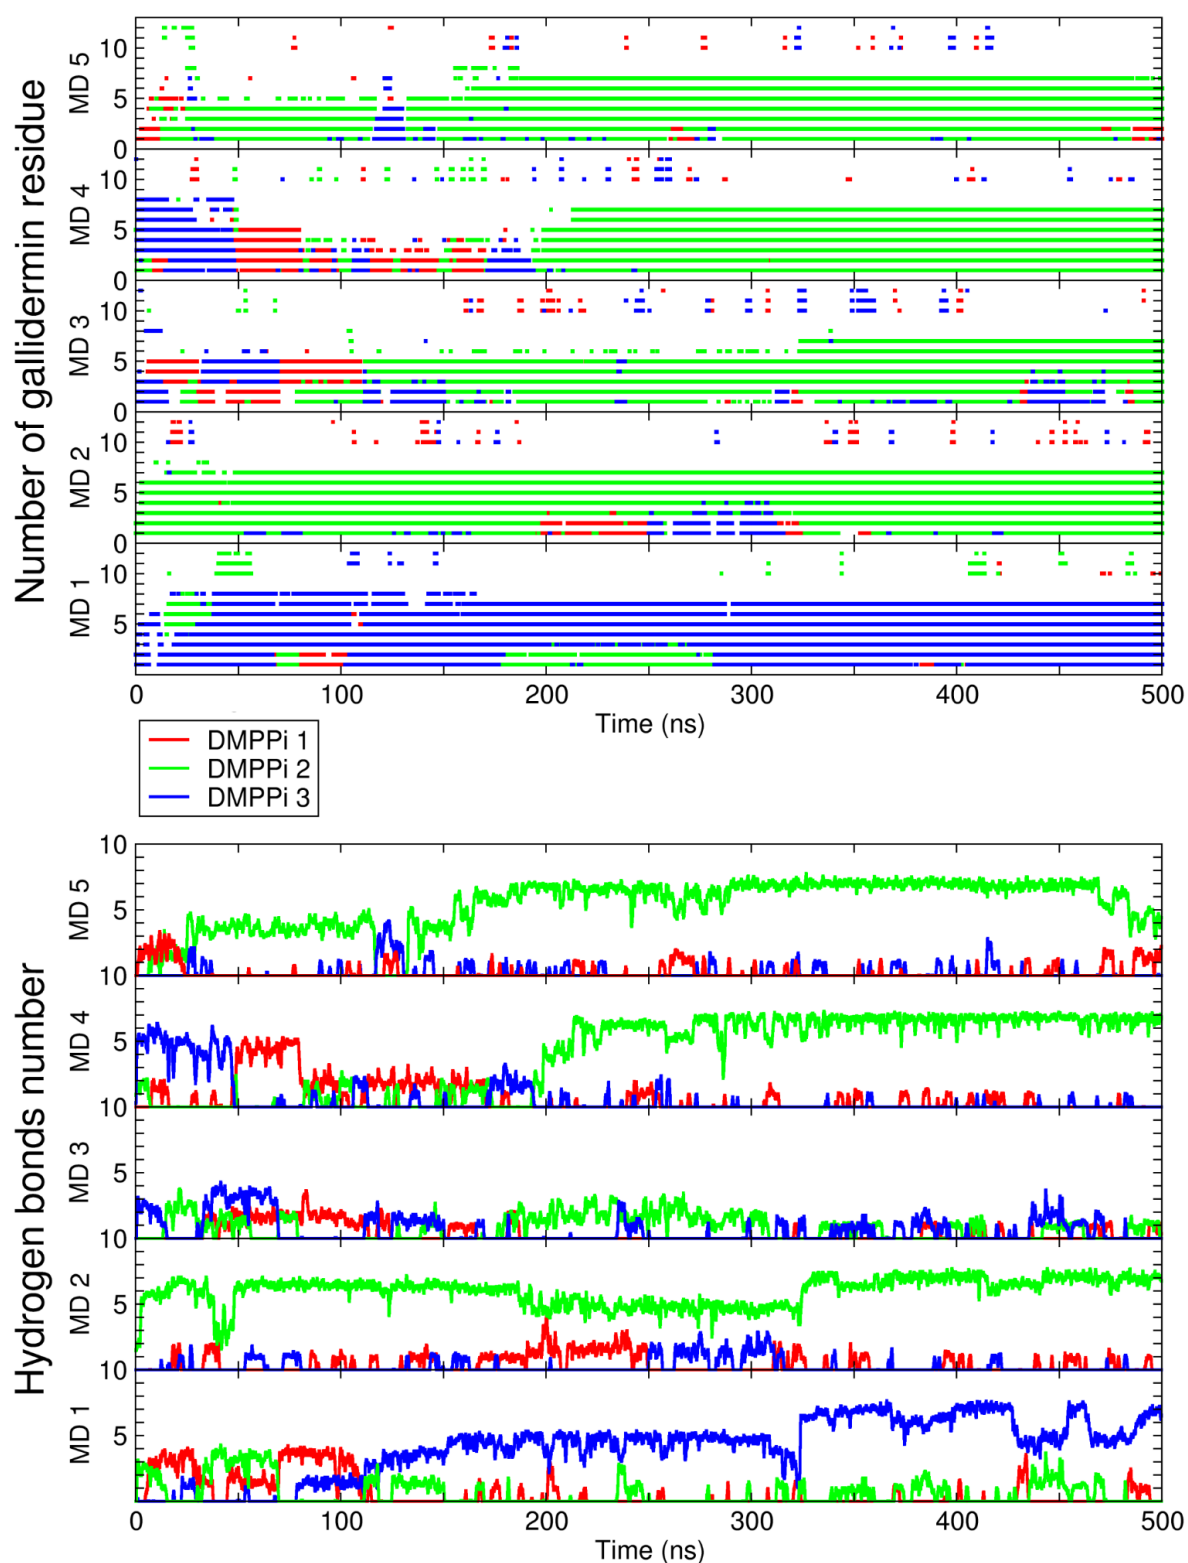 Number of gallidermin residue
MD 5
10
5
0
MD 4
10
5
0
MD 3
10
5
0
MD 2
10
5
0
MD 1
10
5
0 100 200 300 400 500
Time (ns)
DMPPi 1
DMPPi 2
DMPPi 3
Hydrogen bonds number
10
MD 5
5
10
MD 4
5
10
MD 3
5
10
MD 2
5
10
MD 1
5
0 100 200 300 400 500
Time (ns)